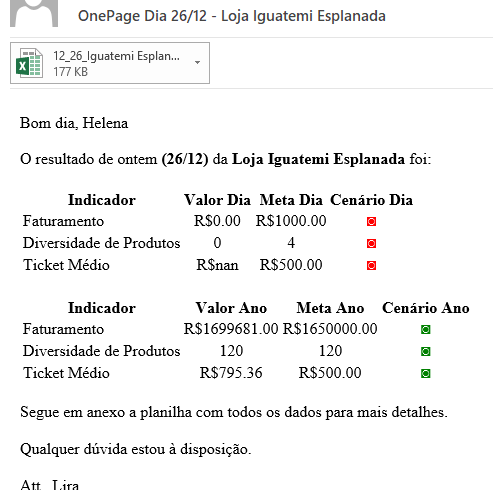 OnePage Dia 26/12 - Loja Iguatemi Esplanada
12_26_Iguatemi Esplan...
177 KB
Bom dia, Helena
O resultado de ontem (26/12) da Loja Iguatemi Esplanada foi:
Indicador Valor Dia Meta Dia Cenário Dia
Faturamento R$0.00 R$1000.00
Diversidade de Produtos 0 4
Ticket Médio R$nan R$500.00
Indicador Valor Ano Meta Ano Cenário Ano
Faturamento R$1699681.00 R$1650000.00
Diversidade de Produtos 120 120
Ticket Médio R$795.36 R$500.00
Segue em anexo a planilha com todos os dados para mais detalhes.
Qualquer dúvida estou à disposição.
Att., Lira